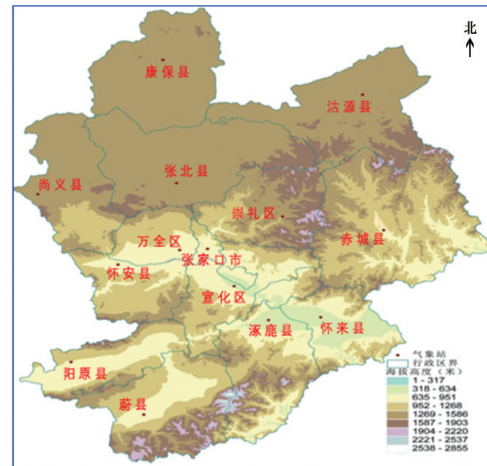 北
康保县
沽源县
张北县
尚义县
崇礼区
赤城县
万全区
张家口市
怀安县
宣化区
涿鹿县
怀来县
阳原县
蔚县
气象站
行政区界
海拔高度（米）
1 - 317
318 - 634
635 - 951
952 - 1268
1269 - 1586
1587 - 1903
1904 - 2220
2221 - 2537
2538 - 2855